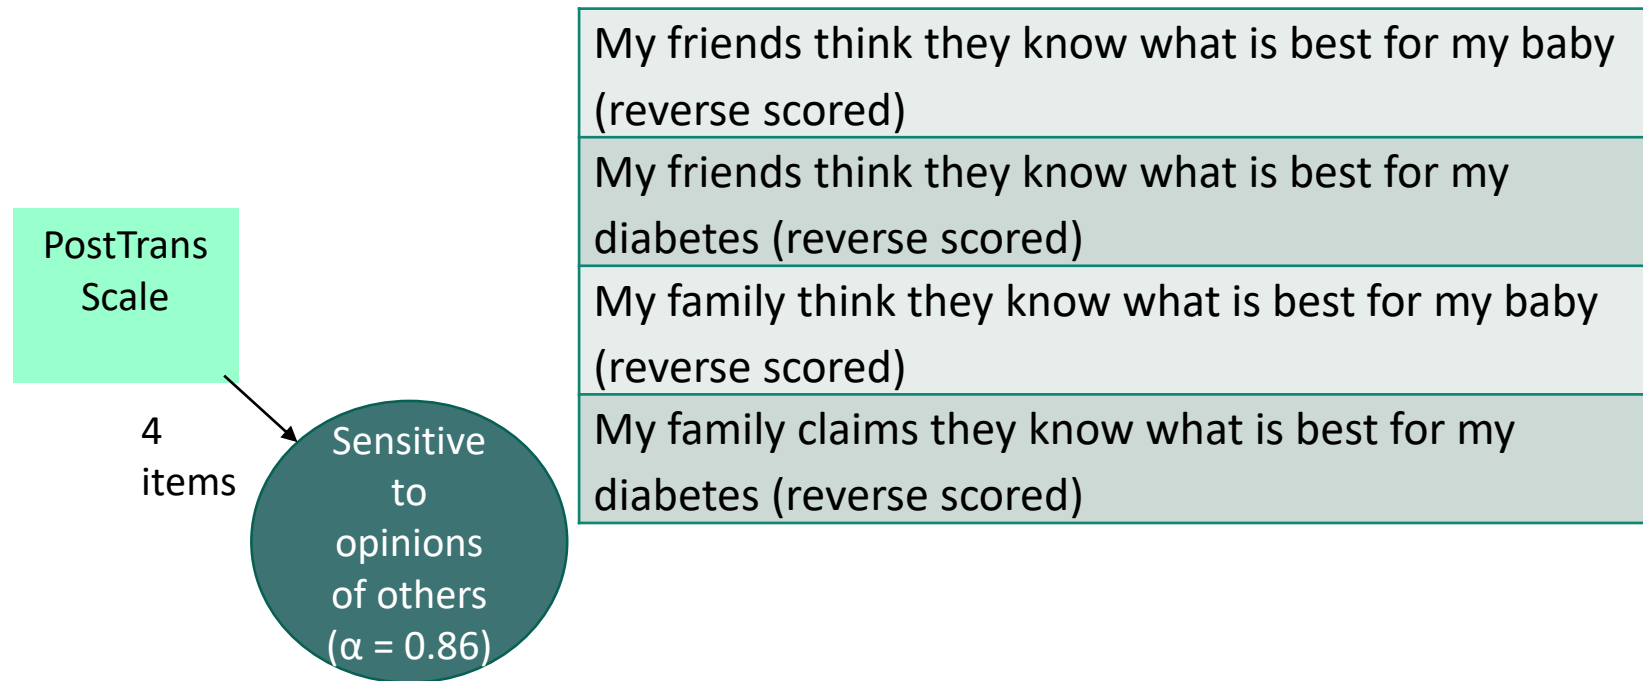 My friends think they know what is best for my baby
(reverse scored)
My friends think they know what is best for my
diabetes (reverse scored)
My family think they know what is best for my baby
(reverse scored)
My family claims they know what is best for my
diabetes (reverse scored)
PostTrans
Scale
4
items
Sensitive
to
opinions
of others
(α = 0.86)